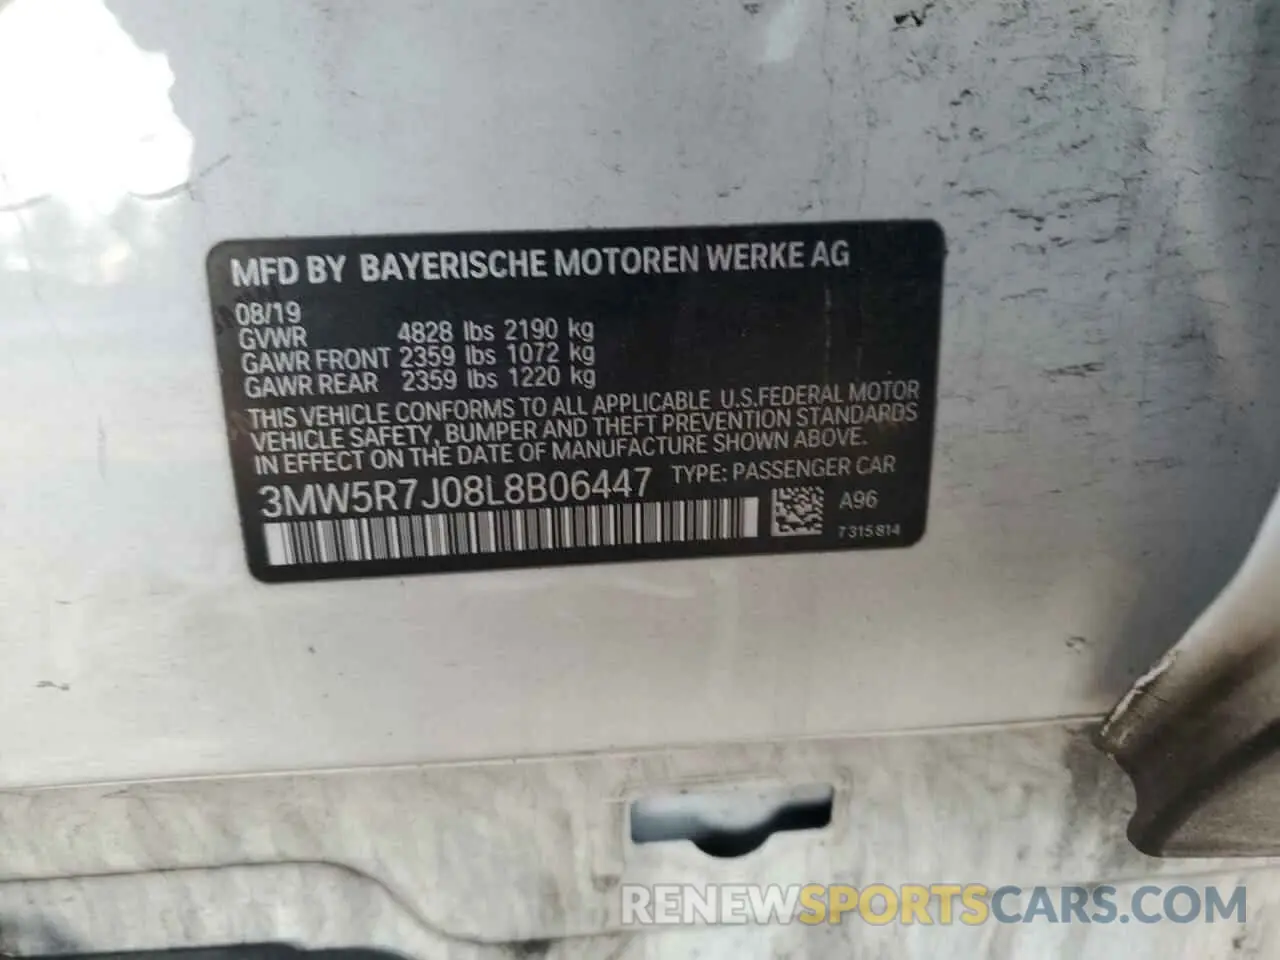 MFD BY BAYERISCHE MOTOREN WERKE AG
08/19
GVWR 4828 lbs 2190 kg
GAWR FRONT 2359 lbs 1072 kg
GAWR REAR 2359 lbs 1220 kg
THIS VEHICLE CONFORMS TO ALL APPLICABLE U.S.FEDERAL MOTOR
VEHICLE SAFETY, BUMPER AND THEFT PREVENTION STANDARDS
IN EFFECT ON THE DATE OF MANUFACTURE SHOWN ABOVE.
3MW5R7J08L8B06447 TYPE: PASSENGER CAR
A96
7315814
RENEWSPORTSCARS.COM